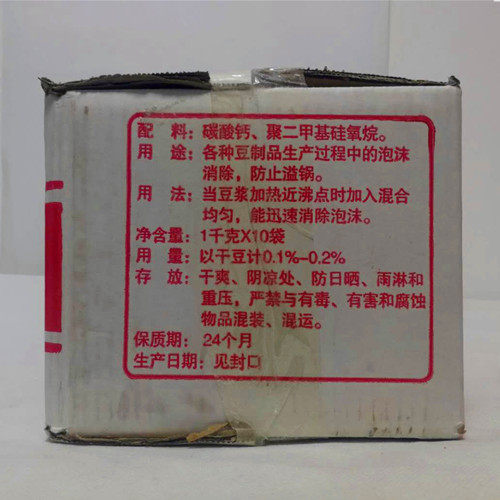 配 料：碳酸钙、聚二甲基硅氧烷。
用 途：各种豆制品生产过程中的泡沫
消除，防止溢锅。
用 法：当豆浆加热近沸点时加入混合
均匀，能迅速消除泡沫。
净含量：1千克X10袋
用 量：以干豆计0.1%-0.2%
存 放：干爽、阴凉处、防日晒、雨淋和
重压，严禁与有毒、有害和腐蚀
物品混装、混运。
保质期：24个月
生产日期：见封口